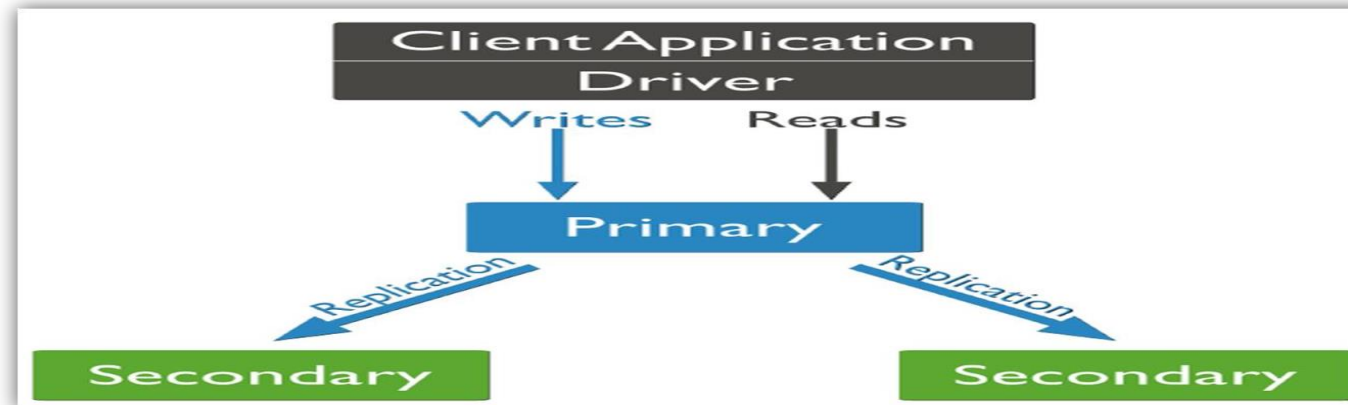 Client Application
Driver
Writes Reads
Primary
Replication Replication
Secondary Secondary